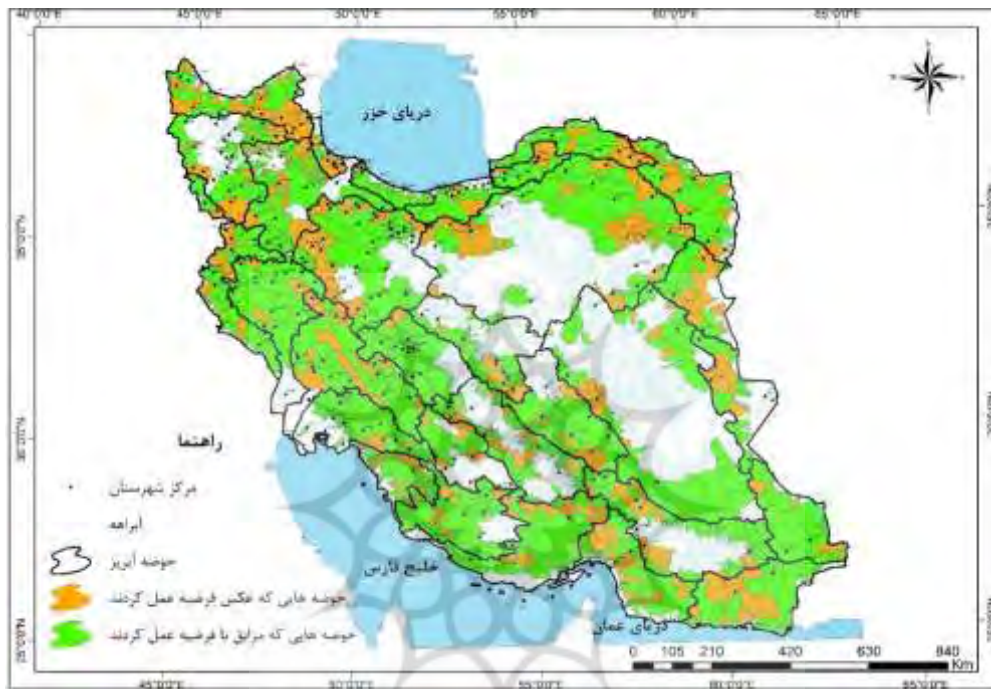 40°0'0"E 45°0'0"E 50°0'0"E 55°0'0"E 60°0'0"E 65°0'0"E
دریای خزر
35°0'0"N
30°0'0"N
25°0'0"N
راهنما
مرکز شهرستان
آبراهه
حوضه آبریز
حوضه هایی که عکس فرضیه عمل کردند
حوضه هایی که مطابق با فرضیه عمل کردند
خلیج فارس
دریای عمان
0 105 210 420 630 840
Km
45°0'0"E 50°0'0"E 55°0'0"E 60°0'0"E 65°0'0"E